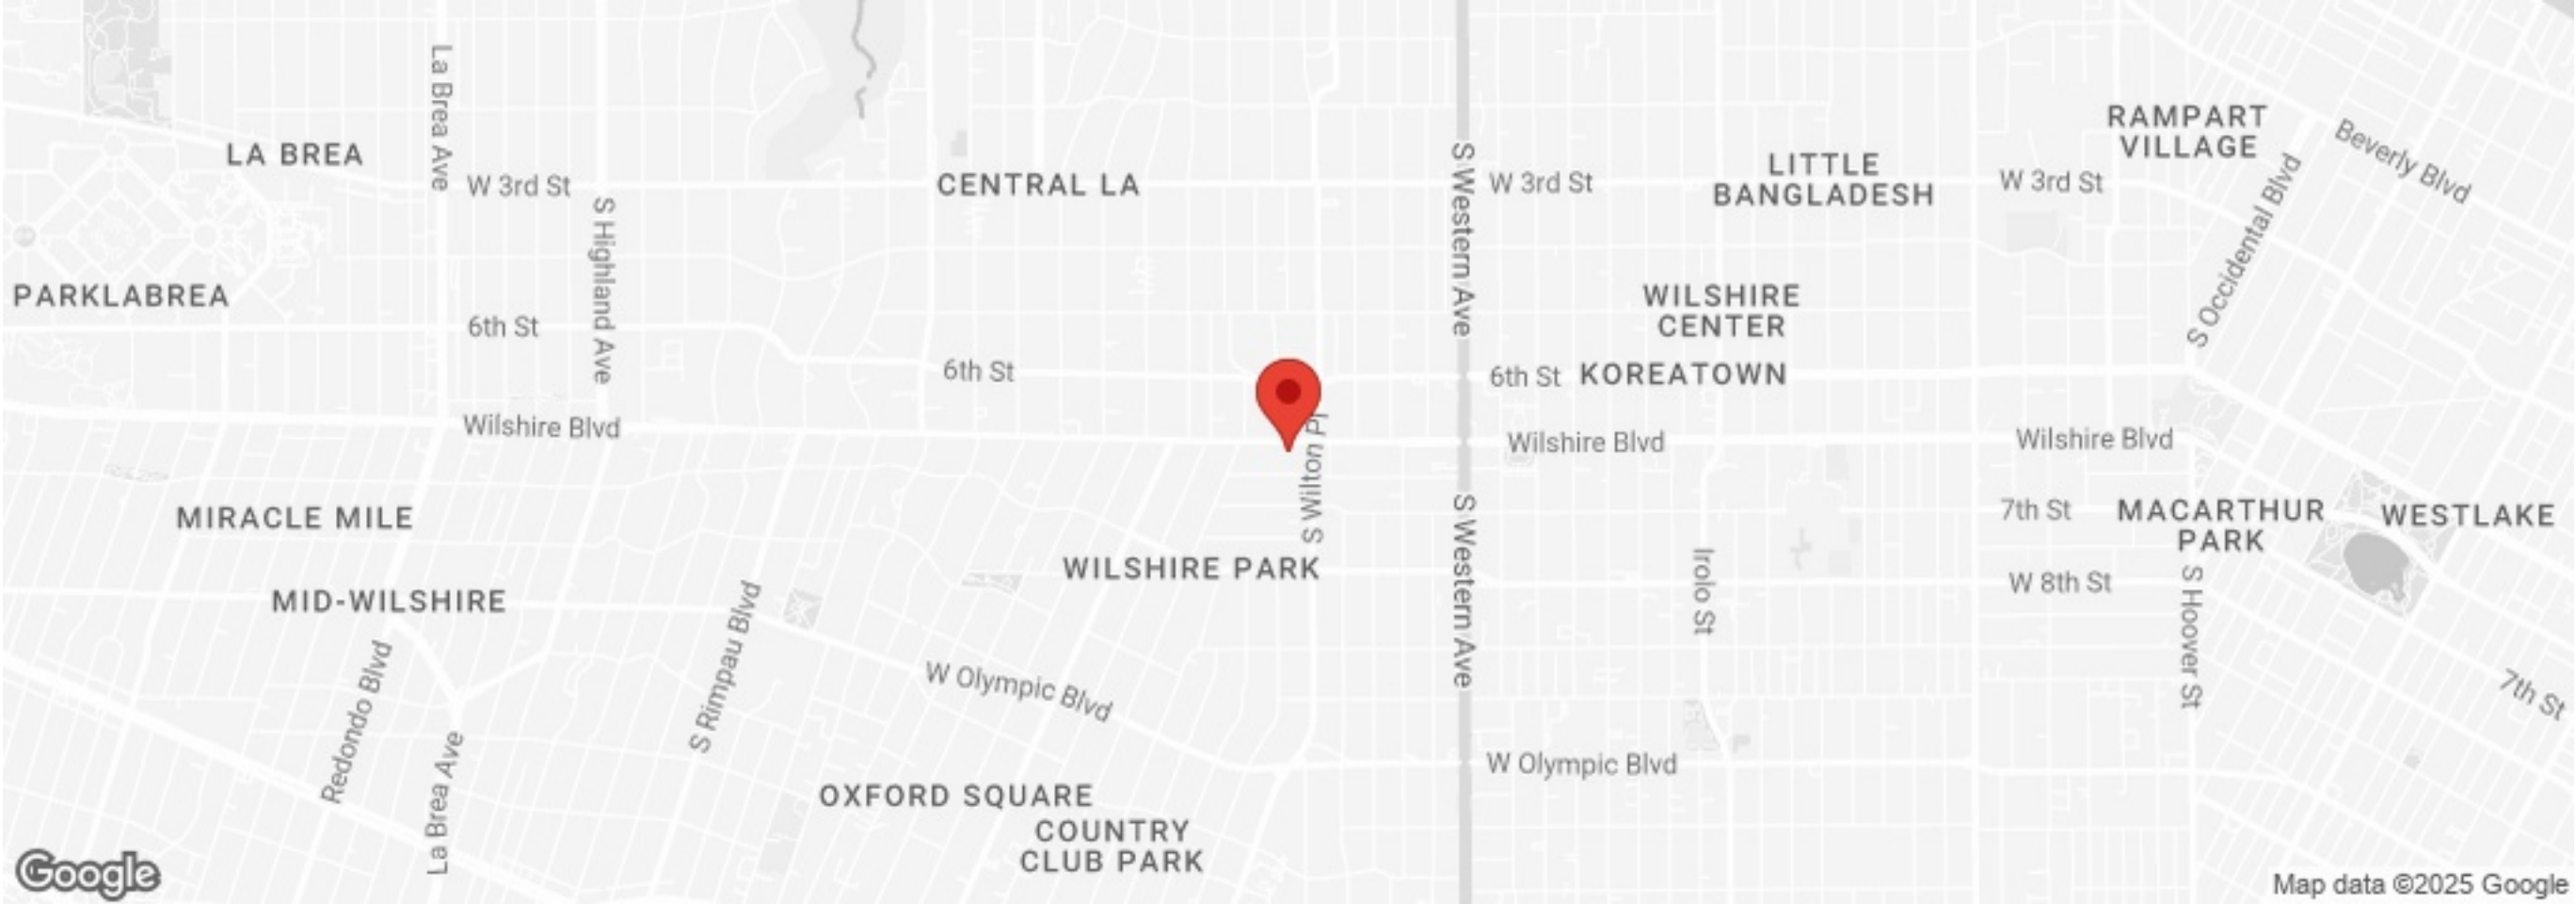 La Brea Ave
RAMPART
VILLAGE
Beverly Blvd
LA BREA
W 3rd St
S Highland Ave
CENTRAL LA
S Western Ave
W 3rd St
LITTLE
BANGLADESH
W 3rd St
S Occidental Blvd
PARKLABREA
WILSHIRE
CENTER
6th St
6th St
6th St
KOREATOWN
Wilshire Blvd
S Wilton Pl
Wilshire Blvd
Wilshire Blvd
MIRACLE MILE
S Western Ave
7th St
MACARTHUR
PARK
WESTLAKE
WILSHIRE PARK
Irolo St
W 8th St
S Hoover St
MID-WILSHIRE
Redondo Blvd
S Rimpau Blvd
W Olympic Blvd
7th St
La Brea Ave
W Olympic Blvd
OXFORD SQUARE
COUNTRY
CLUB PARK
Google
Map data ©2025 Google